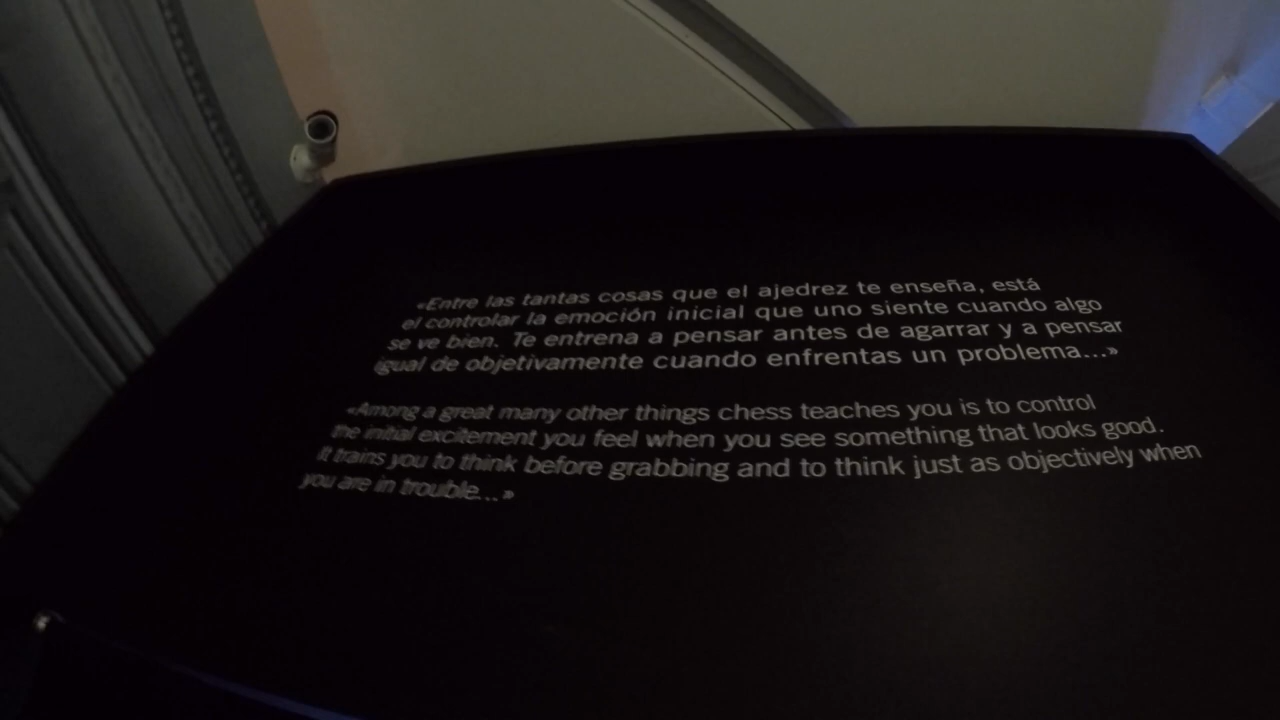 «Entre las tantas cosas que el ajedrez te enseña, está
el controlar la emoción inicial que uno siente cuando algo
se ve bien. Te entrena a pensar antes de agarrar y a pensar
igual de objetivamente cuando enfrentas un problema...»
«Among a great many other things chess teaches you is to control
the initial excitement you feel when you see something that looks good.
It trains you to think before grabbing and to think just as objectively when
you are in trouble...»